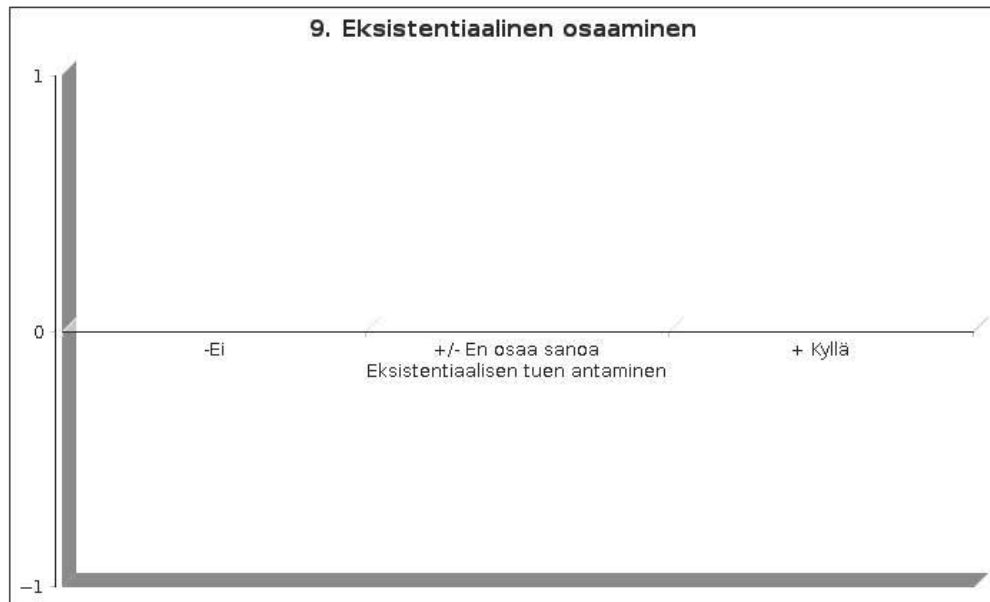 9. Eksistentiaalinen osaaminen
1
0
-Ei
+/- En osaa sanoa
+ Kyllä
Eksistentiaalisen tuen antaminen
−1